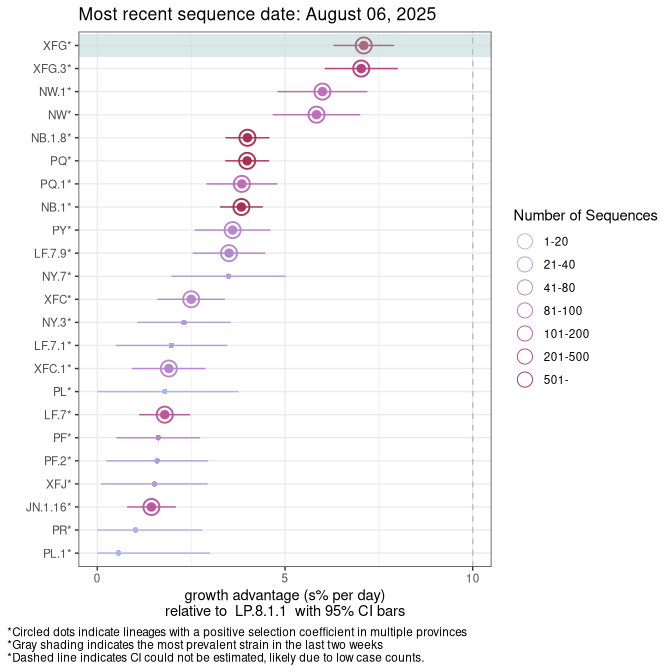 Most recent sequence date: August 06, 2025
XFG*
XFG.3*
NW.1*
NW*
NB.1.8*
PQ*
PQ.1*
NB.1*
PY*
LF.7.9*
NY.7*
XFC*
NY.3*
LF.7.1*
XFC.1*
PL*
LF.7*
PF*
PF.2*
XFJ*
JN.1.16*
PR*
PL.1*
0
5
10
growth advantage (s% per day)
relative to LP.8.1.1 with 95% CI bars
Number of Sequences
1-20
21-40
41-80
81-100
101-200
201-500
501-
*Circled dots indicate lineages with a positive selection coefficient in multiple provinces
*Gray shading indicates the most prevalent strain in the last two weeks
*Dashed line indicates CI could not be estimated, likely due to low case counts.